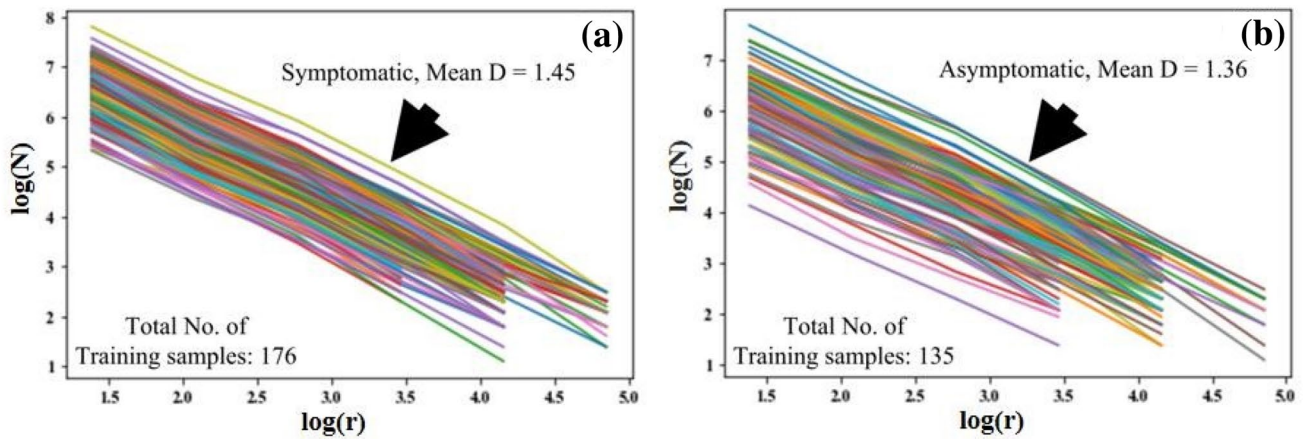 (a)
Symptomatic, Mean D = 1.45
Total No. of
Training samples: 176
log(N)
8
7
6
5
4
3
2
1
1.5 2.0 2.5 3.0 3.5 4.0 4.5 5.0
log(r)
(b)
Asymptomatic, Mean D = 1.36
Total No. of
Training samples: 135
log(N)
7
6
5
4
3
2
1
1.5 2.0 2.5 3.0 3.5 4.0 4.5 5.0
log(r)